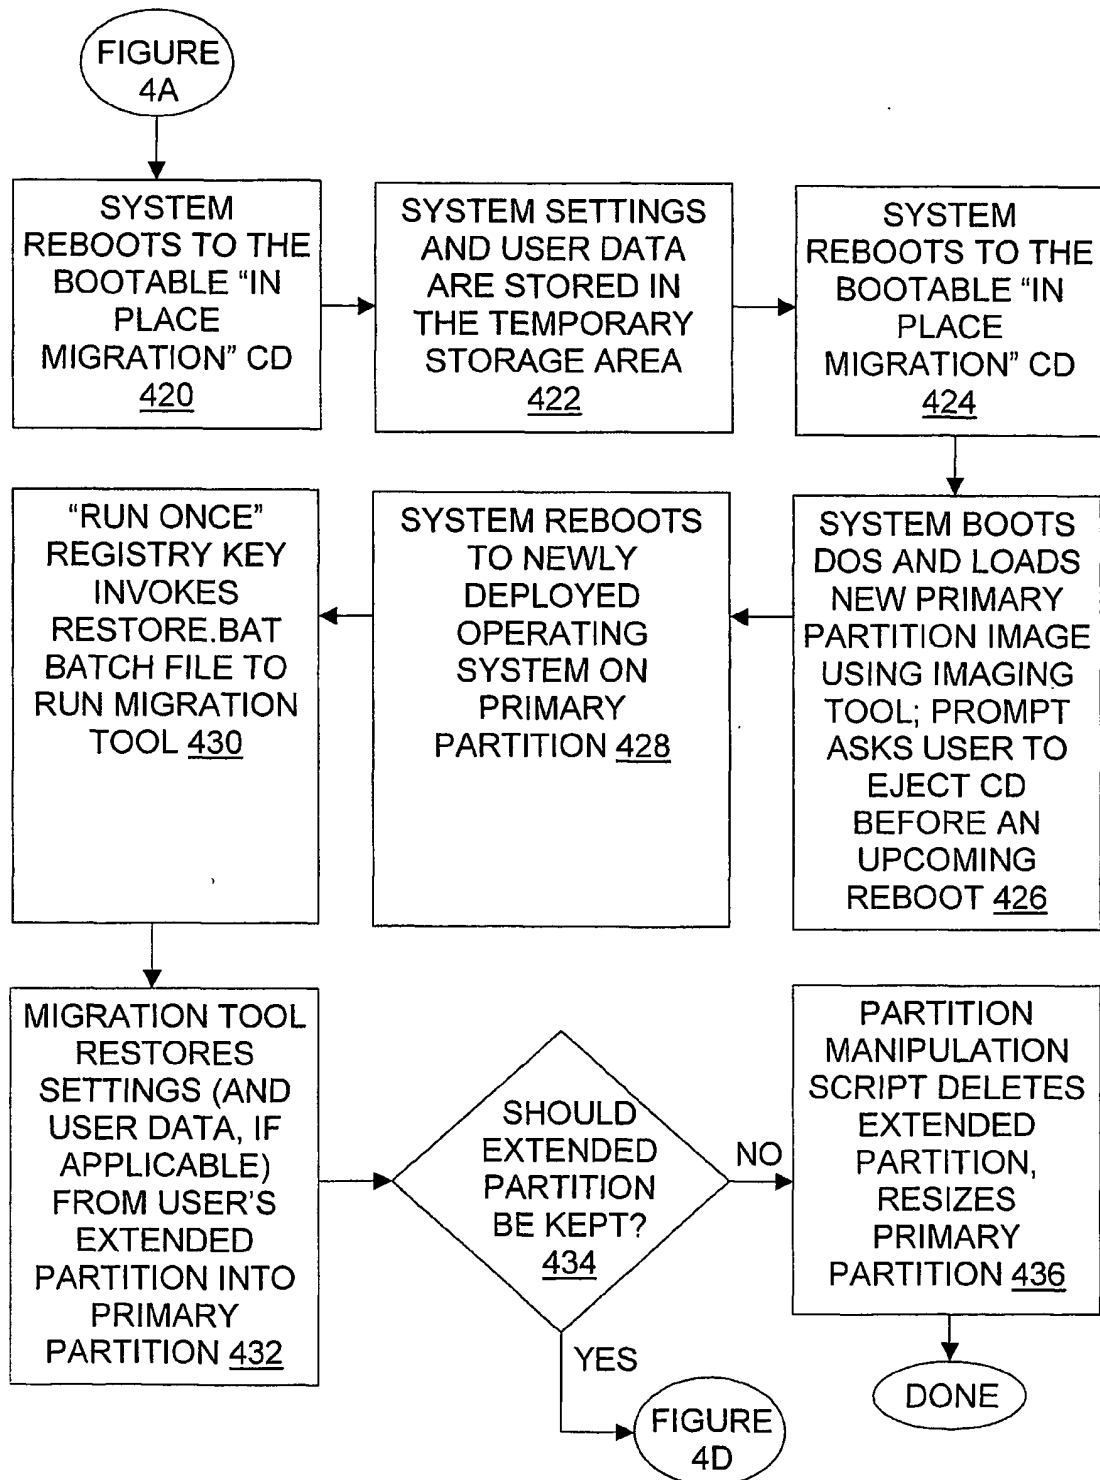 FIGURE
4A
SYSTEM
REBOOTS TO THE
BOOTABLE “IN
PLACE
MIGRATION” CD
420
SYSTEM SETTINGS
AND USER DATA
ARE STORED IN
THE TEMPORARY
STORAGE AREA
422
SYSTEM
REBOOTS TO THE
BOOTABLE “IN
PLACE
MIGRATION” CD
424
SYSTEM BOOTS
DOS AND LOADS
NEW PRIMARY
PARTITION IMAGE
USING IMAGING
TOOL; PROMPT
ASKS USER TO
EJECT CD
BEFORE AN
UPCOMING
REBOOT 426
SYSTEM REBOOTS
TO NEWLY
DEPLOYED
OPERATING
SYSTEM ON
PRIMARY
PARTITION 428
“RUN ONCE”
REGISTRY KEY
INVOKES
RESTORE.BAT
BATCH FILE TO
RUN MIGRATION
TOOL 430
MIGRATION TOOL
RESTORES
SETTINGS (AND
USER DATA, IF
APPLICABLE)
FROM USER’S
EXTENDED
PARTITION INTO
PRIMARY
PARTITION 432
SHOULD
EXTENDED
PARTITION
BE KEPT?
434
NO
PARTITION
MANIPULATION
SCRIPT DELETES
EXTENDED
PARTITION,
RESIZES
PRIMARY
PARTITION 436
DONE
YES
FIGURE
4D